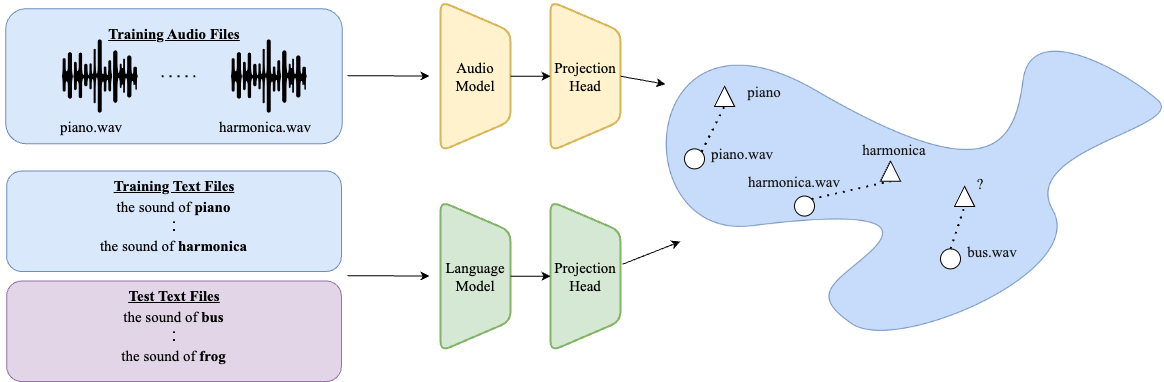 Training Audio Files
. . . . .
piano.wav
harmonica.wav
Training Text Files
the sound of piano
:
the sound of harmonica
Test Text Files
the sound of bus
:
the sound of frog
Audio
Model
Projection
Head
Language
Model
Projection
Head
piano
piano.wav
harmonica
harmonica.wav
?
bus.wav